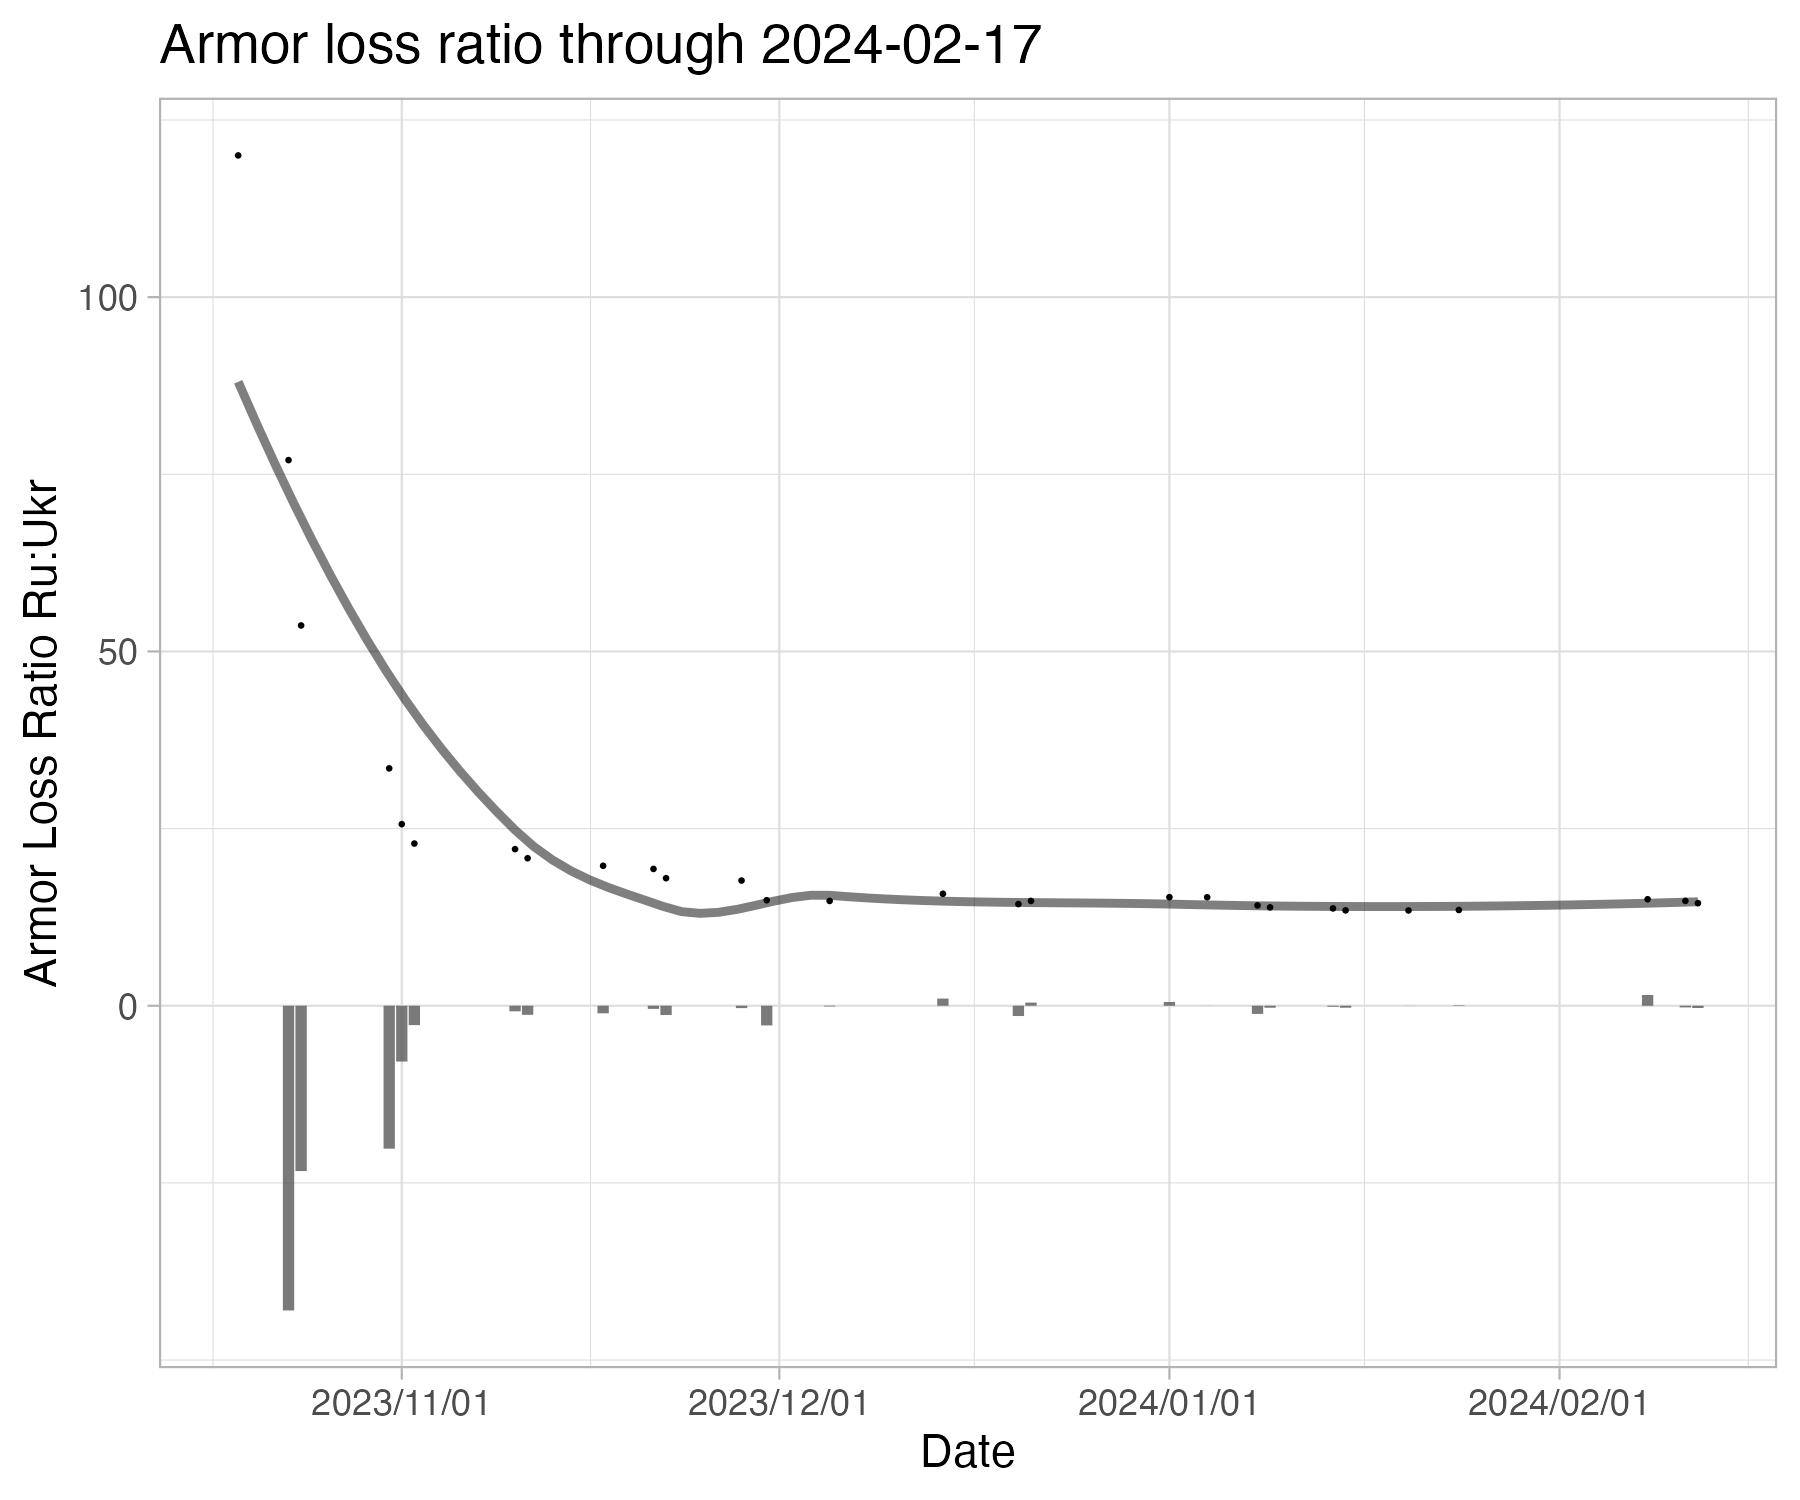 Armor loss ratio through 2024-02-17
Armor Loss Ratio Ru:Ukr
100
50
0
2023/11/01
2023/12/01
2024/01/01
2024/02/01
Date